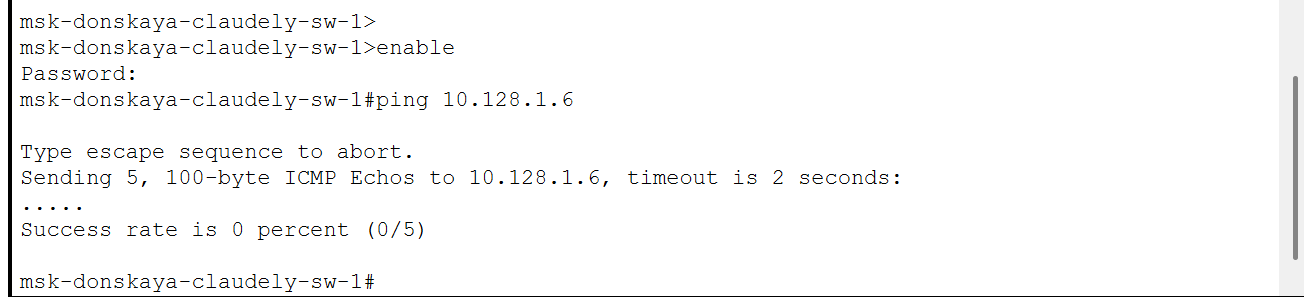 msk-donskaya-claudely-sw-1>
msk-donskaya-claudely-sw-1>enable
Password:
msk-donskaya-claudely-sw-1#ping 10.128.1.6
Type escape sequence to abort.
Sending 5, 100-byte ICMP Echos to 10.128.1.6, timeout is 2 seconds:
.....
Success rate is 0 percent (0/5)
msk-donskaya-claudely-sw-1#